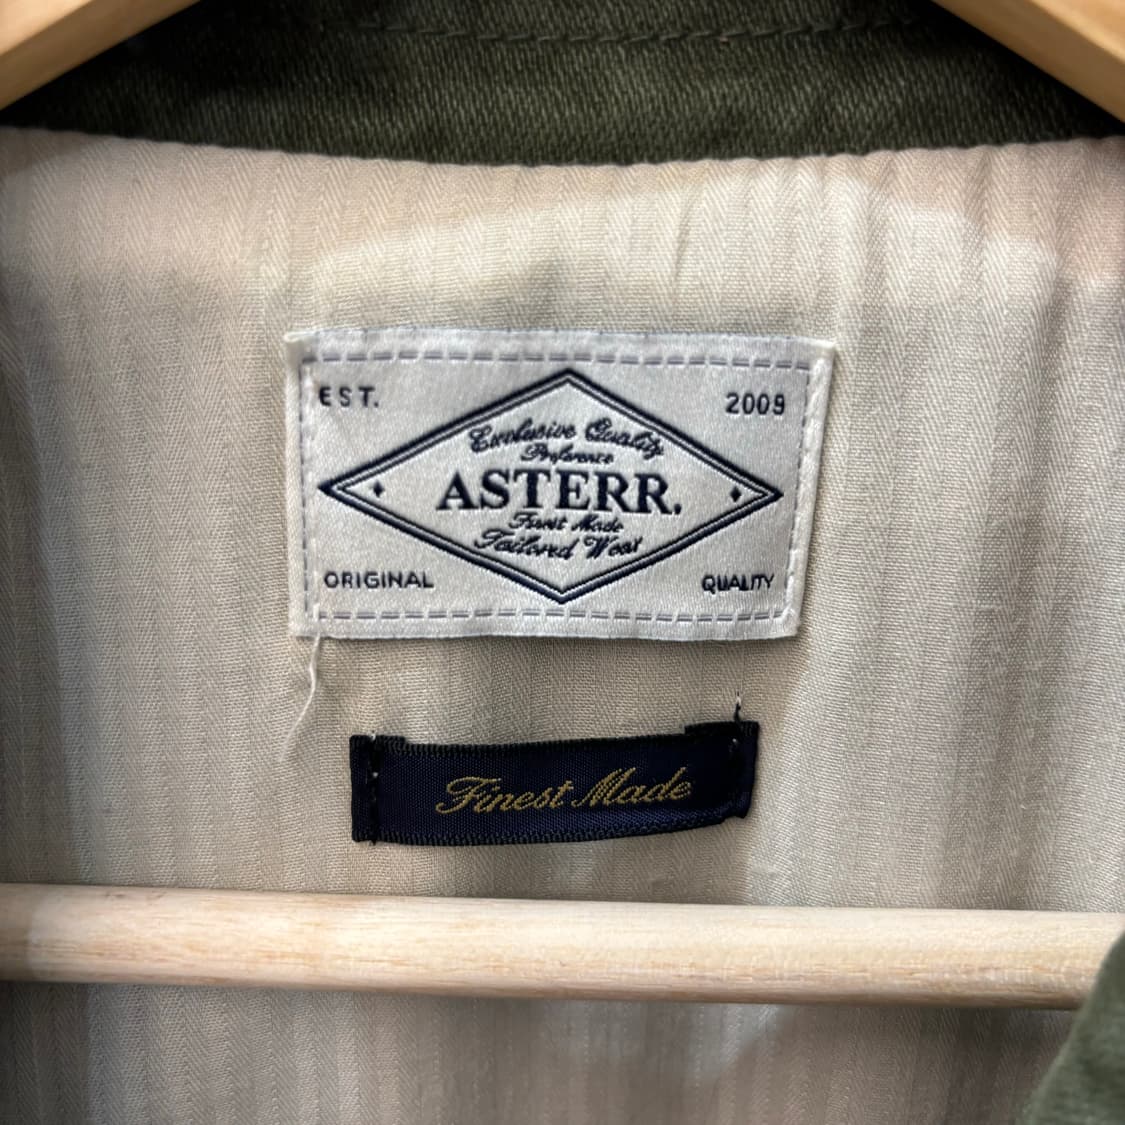 EST. 2009
Exclusive Quality
Preference
ASTERR.
Finest Made
Tailored Wear
ORIGINAL QUALITY
Finest Made